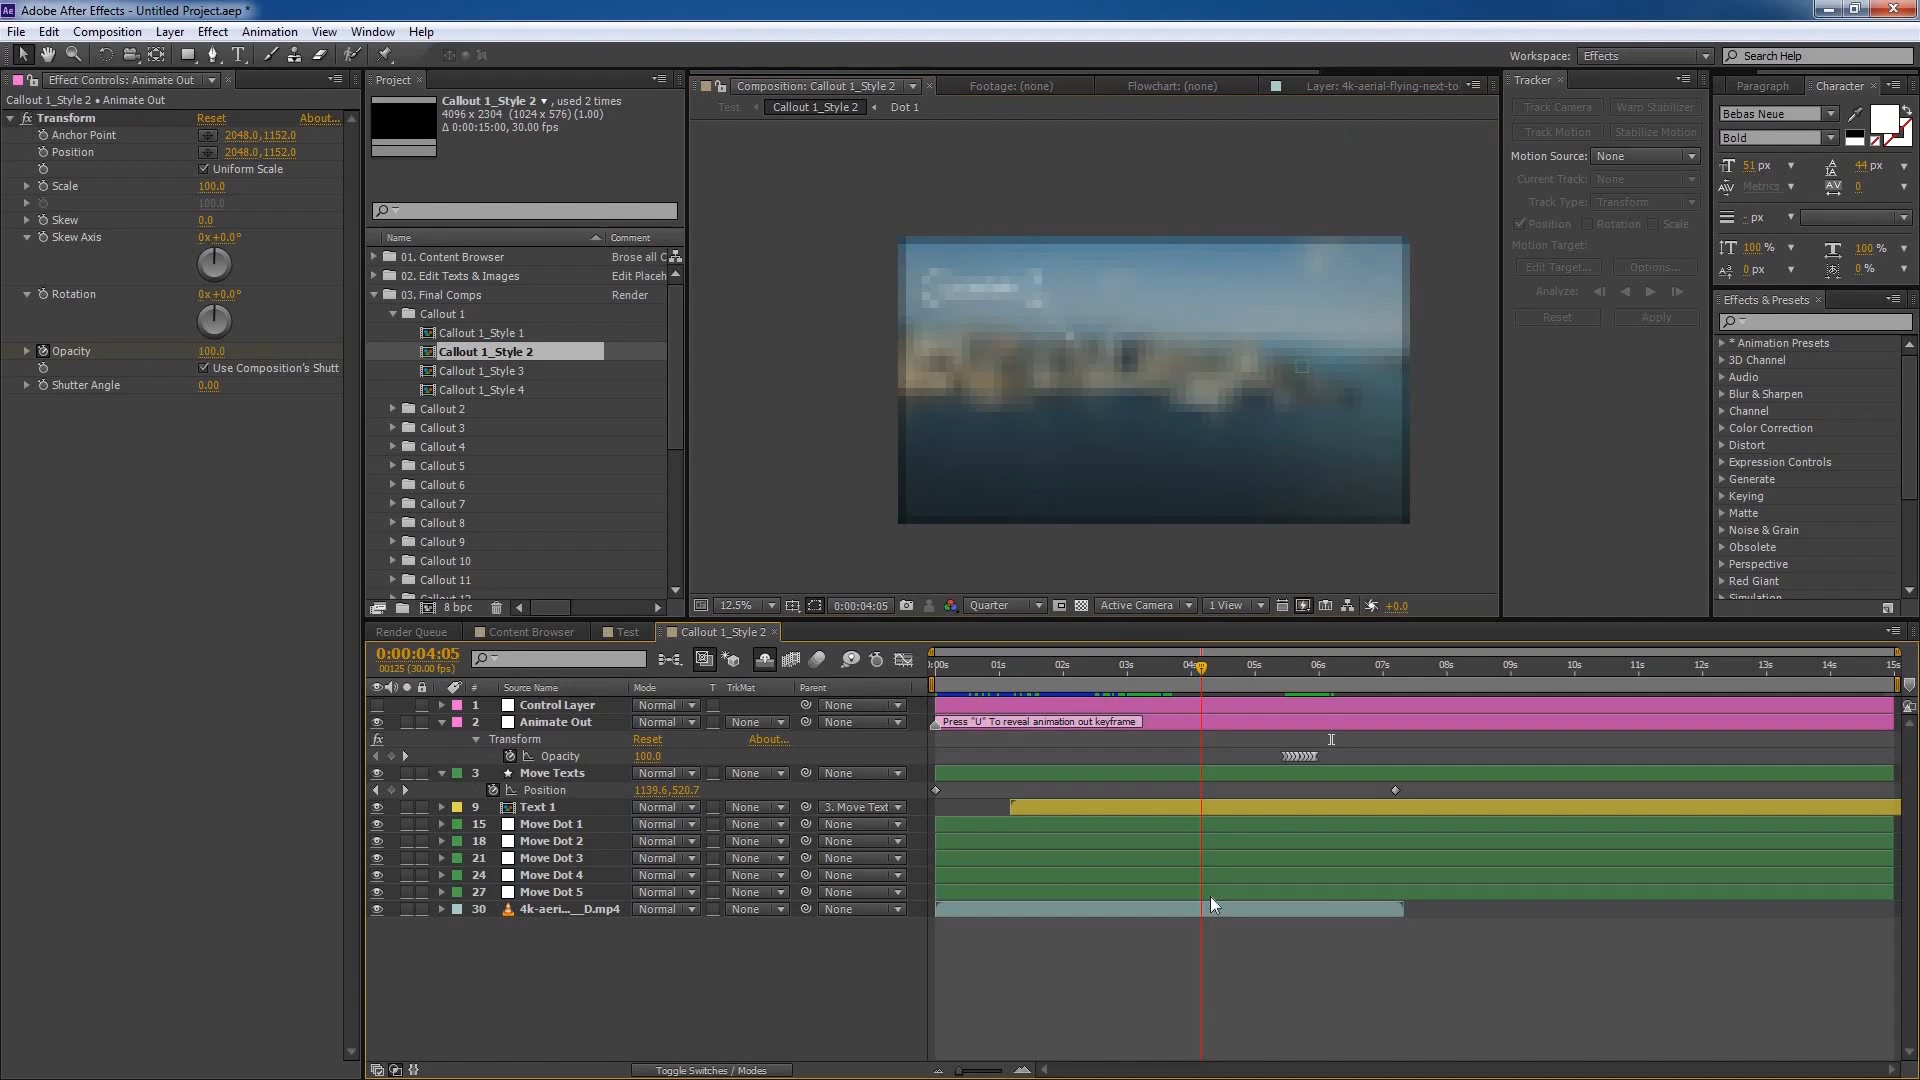 Adobe After Effects - Untitled Project.aep *
File Edit Composition Layer Effect Animation View Window Help
Workspace: Effects
Search Help
Effect Controls: Animate Out
Callout 1_Style 2 • Animate Out
fx Transform Reset About...
Anchor Point 2048.0,1152.0
Position 2048.0,1152.0
Uniform Scale
Scale 100.0
100.0
Skew 0.0
Skew Axis 0x+0.0°
Rotation 0x+0.0°
Opacity 100.0
Use Composition's Shutt
Shutter Angle 0.00
Project
Callout 1_Style 2 , used 2 times
4096 x 2304 (1024 x 576) (1.00)
Δ 0:00:15:00, 30.00 fps
Name Comment
01. Content Browser Brose all C
02. Edit Texts & Images Edit Placeh
03. Final Comps Render
Callout 1
Callout 1_Style 1
Callout 1_Style 2
Callout 1_Style 3
Callout 1_Style 4
Callout 2
Callout 3
Callout 4
Callout 5
Callout 6
Callout 7
Callout 8
Callout 9
Callout 10
Callout 11
8 bpc
Composition: Callout 1_Style 2
Footage: (none)
Flowchart: (none)
Layer: 4k-aerial-flying-next-to
Test Callout 1_Style 2 Dot 1
12.5% 0:00:04:05 Quarter Active Camera 1 View +0.0
Tracker
Track Camera Warp Stabilizer
Track Motion Stabilize Motion
Motion Source: None
Current Track: None
Track Type: Transform
Position Rotation Scale
Motion Target:
Edit Target... Options...
Analyze:
Reset Apply
Paragraph Character
Bebas Neue
Bold
51 px 44 px
Metrics 0
- px
100 % 100 %
0 px 0 %
Effects & Presets
* Animation Presets
3D Channel
Audio
Blur & Sharpen
Channel
Color Correction
Distort
Expression Controls
Generate
Keying
Matte
Noise & Grain
Obsolete
Perspective
Red Giant
Simulation
Render Queue Content Browser Test Callout 1_Style 2
0:00:04:05
00125 (30.00 fps)
:00s 01s 02s 03s 04s 05s 06s 07s 08s 09s 10s 11s 12s 13s 14s 15s
# Source Name Mode T TrkMat Parent
1 Control Layer Normal None
2 Animate Out Normal None None
Press "U" To reveal animation out keyframe
fx Transform Reset About...
Opacity 100.0
3 Move Texts Normal None None
Position 1139.6,520.7
9 Text 1 Normal None 3. Move Text
15 Move Dot 1 Normal None None
18 Move Dot 2 Normal None None
21 Move Dot 3 Normal None None
24 Move Dot 4 Normal None None
27 Move Dot 5 Normal None None
30 4k-aeri...__D.mp4 Normal None None
Toggle Switches / Modes